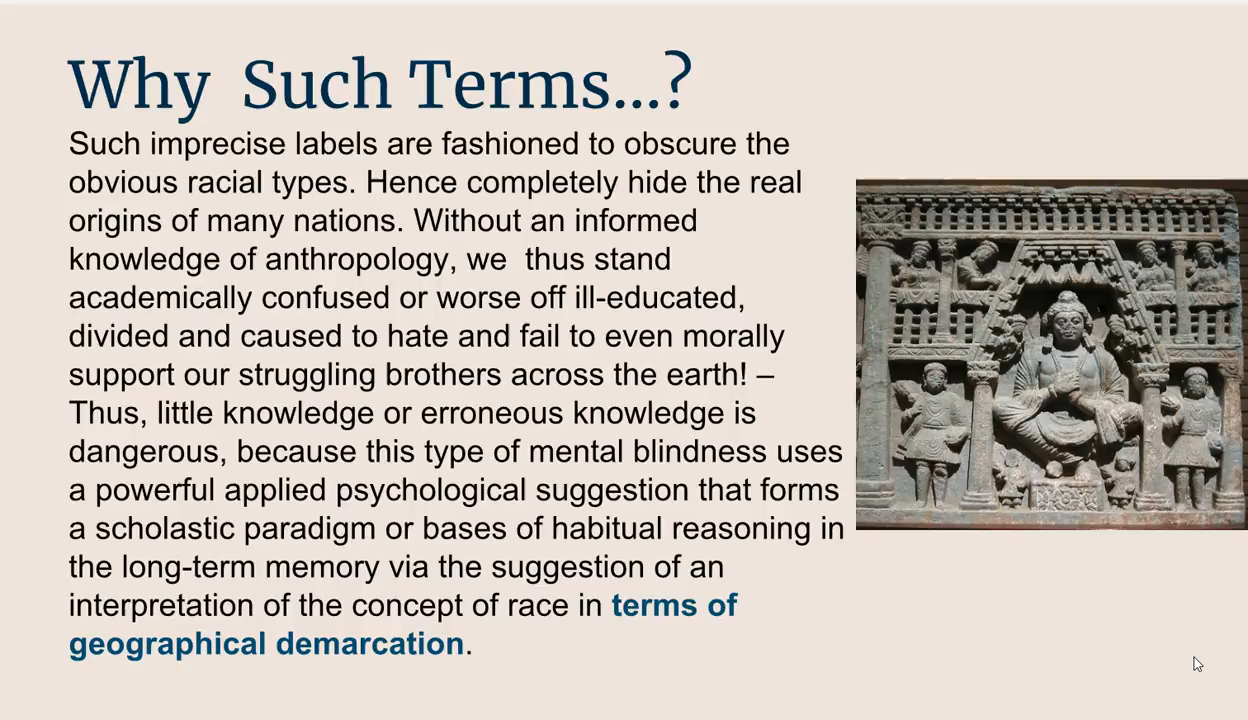 Why  Such Terms...?
Such imprecise labels are fashioned to obscure the
obvious racial types. Hence completely hide the real
origins of many nations. Without an informed
knowledge of anthropology, we  thus stand
academically confused or worse off ill-educated,
divided and caused to hate and fail to even morally
support our struggling brothers across the earth! –
Thus, little knowledge or erroneous knowledge is
dangerous, because this type of mental blindness uses
a powerful applied psychological suggestion that forms
a scholastic paradigm or bases of habitual reasoning in
the long-term memory via the suggestion of an
interpretation of the concept of race in terms of
geographical demarcation.